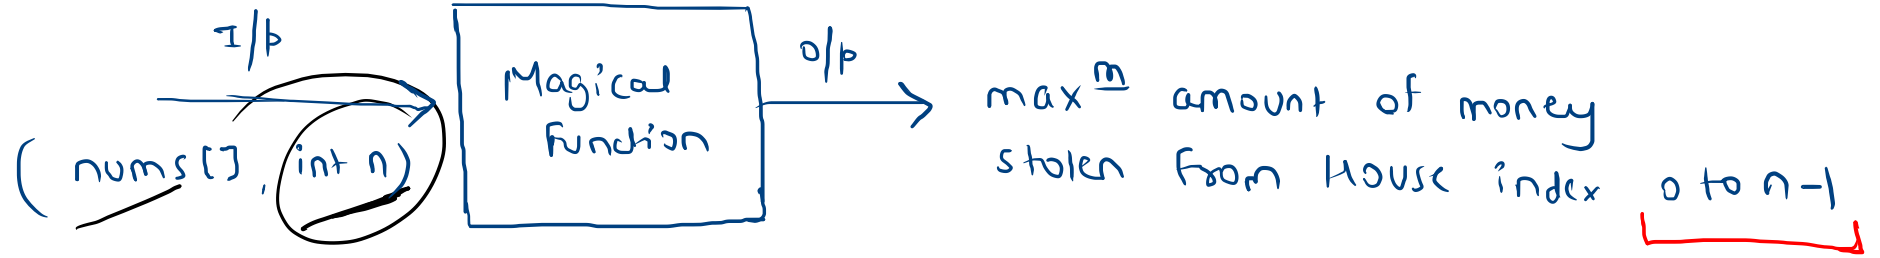 I/p
(nums[], int n)
Magical
Function
O/p
max^m amount of money
stolen from House index 0 to n-1